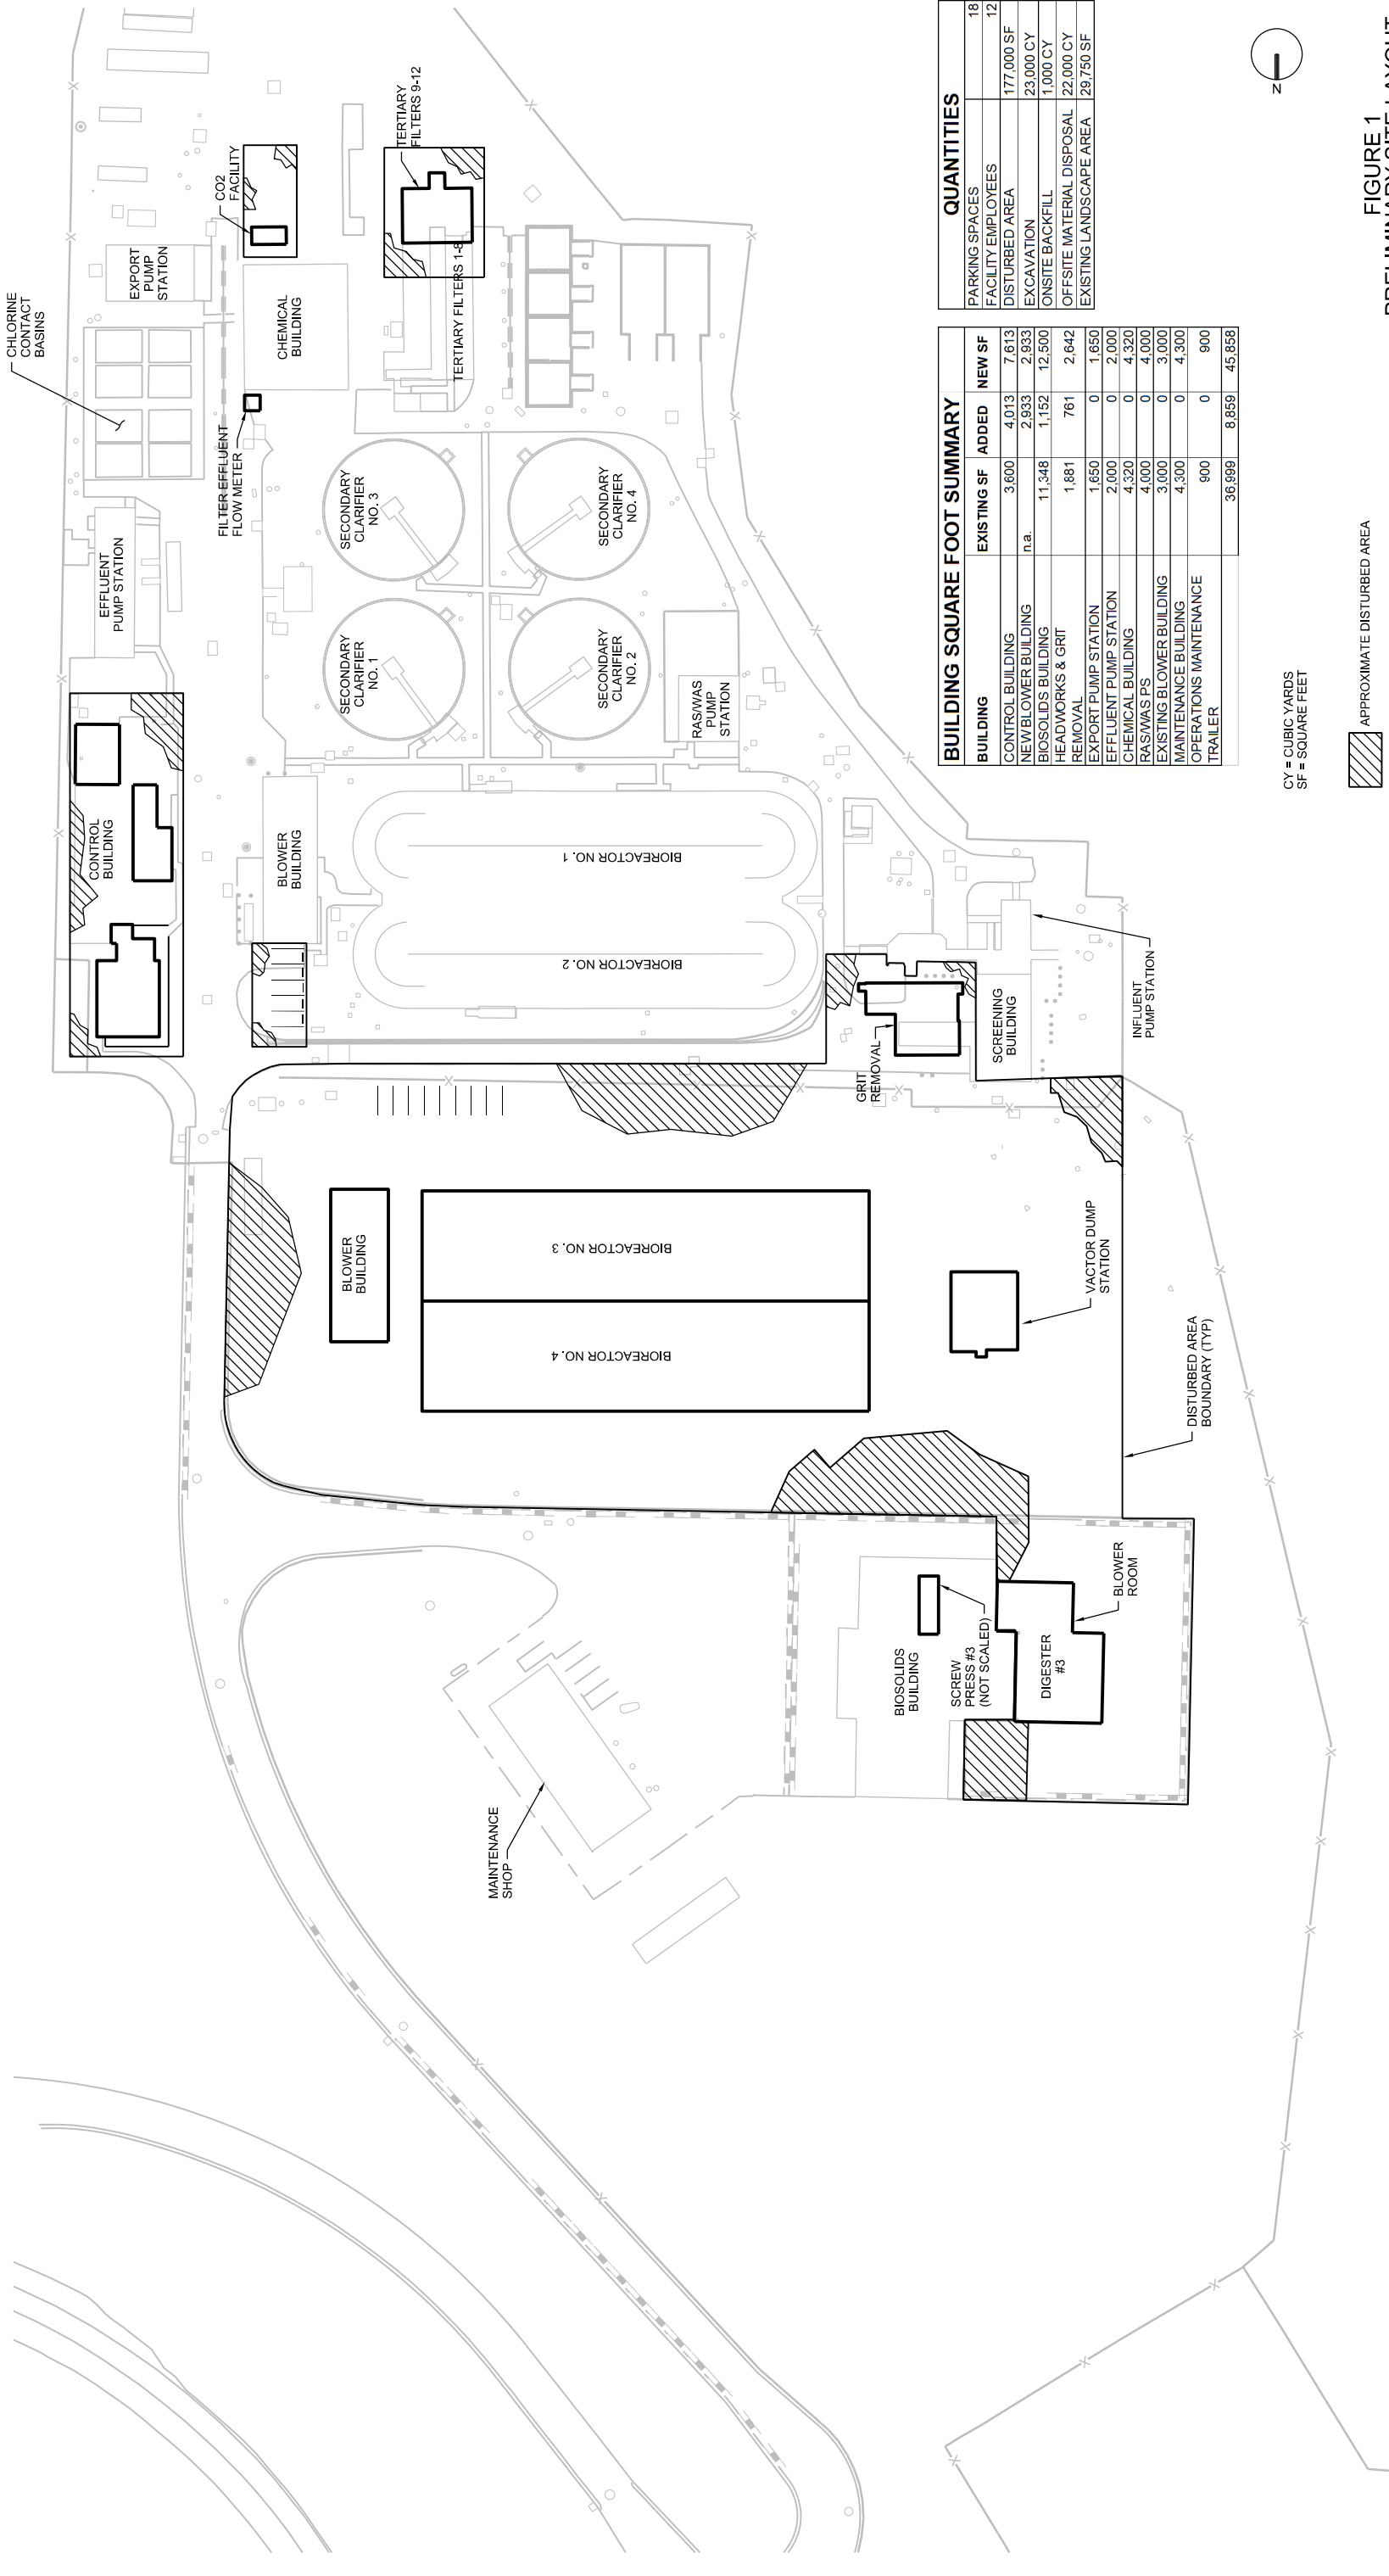 CHLORINE
CONTACT
BASINS
EXPORT
PUMP
STATION
CO2
FACILITY
TERTIARY
FILTERS 9-12
CHEMICAL
BUILDING
TERTIARY FILTERS 1-8
FILTER EFFLUENT
FLOW METER
EFFLUENT
PUMP STATION
SECONDARY
CLARIFIER
NO. 3
SECONDARY
CLARIFIER
NO. 4
SECONDARY
CLARIFIER
NO. 1
SECONDARY
CLARIFIER
NO. 2
RAS/WAS
PUMP
STATION
CONTROL
BUILDING
BLOWER
BUILDING
BIOREACTOR NO. 1
BIOREACTOR NO. 2
GRIT
REMOVAL
SCREENING
BUILDING
INFLUENT
PUMP STATION
BLOWER
BUILDING
BIOREACTOR NO. 3
BIOREACTOR NO. 4
VACTOR DUMP
STATION
DISTURBED AREA
BOUNDARY (TYP)
BLOWER
ROOM
BIOSOLIDS
BUILDING
SCREW
PRESS #3
(NOT SCALED)
DIGESTER
#3
MAINTENANCE
SHOP
BUILDING SQUARE FOOT SUMMARY
BUILDING EXISTING SF ADDED NEW SF
CONTROL BUILDING 3,600 4,013 7,613
NEW BLOWER BUILDING n.a. 2,933 2,933
BIOSOLIDS BUILDING 11,348 1,152 12,500
HEADWORKS & GRIT
REMOVAL 1,881 761 2,642
EXPORT PUMP STATION 1,650 0 1,650
EFFLUENT PUMP STATION 2,000 0 2,000
CHEMICAL BUILDING 4,320 0 4,320
RAS/WAS PS 4,000 0 4,000
EXISTING BLOWER BUILDING 3,000 0 3,000
MAINTENANCE BUILDING 4,300 0 4,300
OPERATIONS MAINTENANCE
TRAILER 900 0 900
36,999 8,859 45,858
QUANTITIES
PARKING SPACES 18
FACILITY EMPLOYEES 12
DISTURBED AREA 177,000 SF
EXCAVATION 23,000 CY
ONSITE BACKFILL 1,000 CY
OFFSITE MATERIAL DISPOSAL 22,000 CY
EXISTING LANDSCAPE AREA 29,750 SF
CY = CUBIC YARDS
SF = SQUARE FEET
APPROXIMATE DISTURBED AREA
N
FIGURE 1
PRELIMINARY SITE LAYOUT